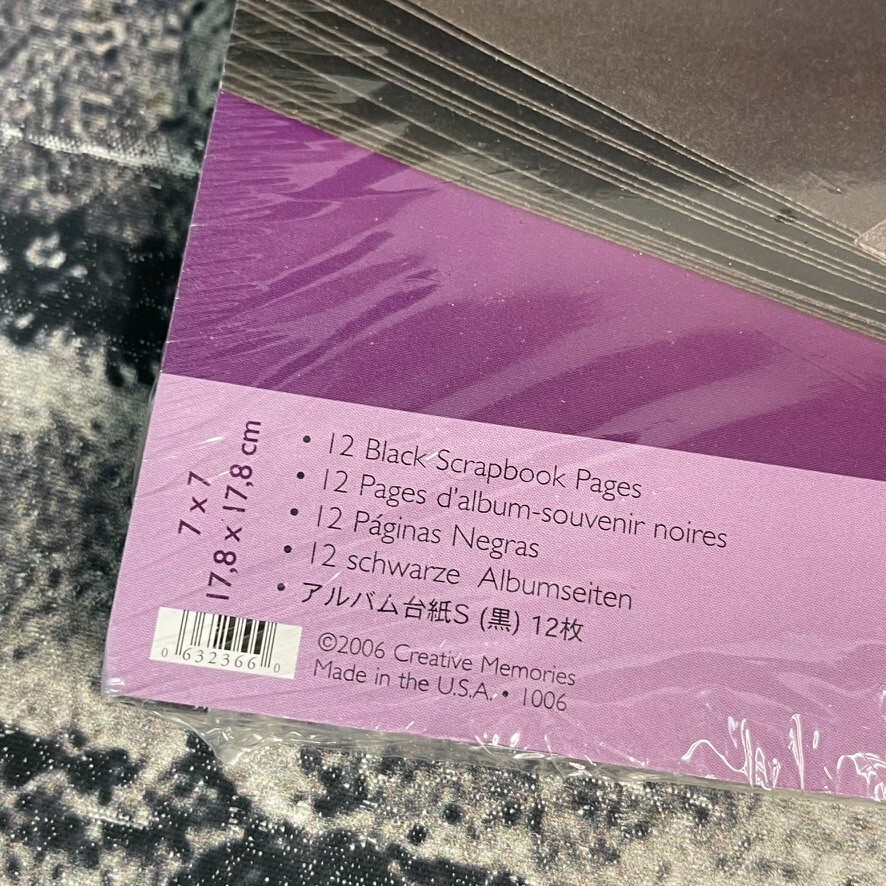 7 x 7
17,8 x 17,8 cm
• 12 Black Scrapbook Pages
• 12 Pages d'album-souvenir noires
• 12 Páginas Negras
• 12 schwarze Albumseiten
• アルバム台紙S (黒) 12枚
0 632366 0
©2006 Creative Memories
Made in the U.S.A. • 1006